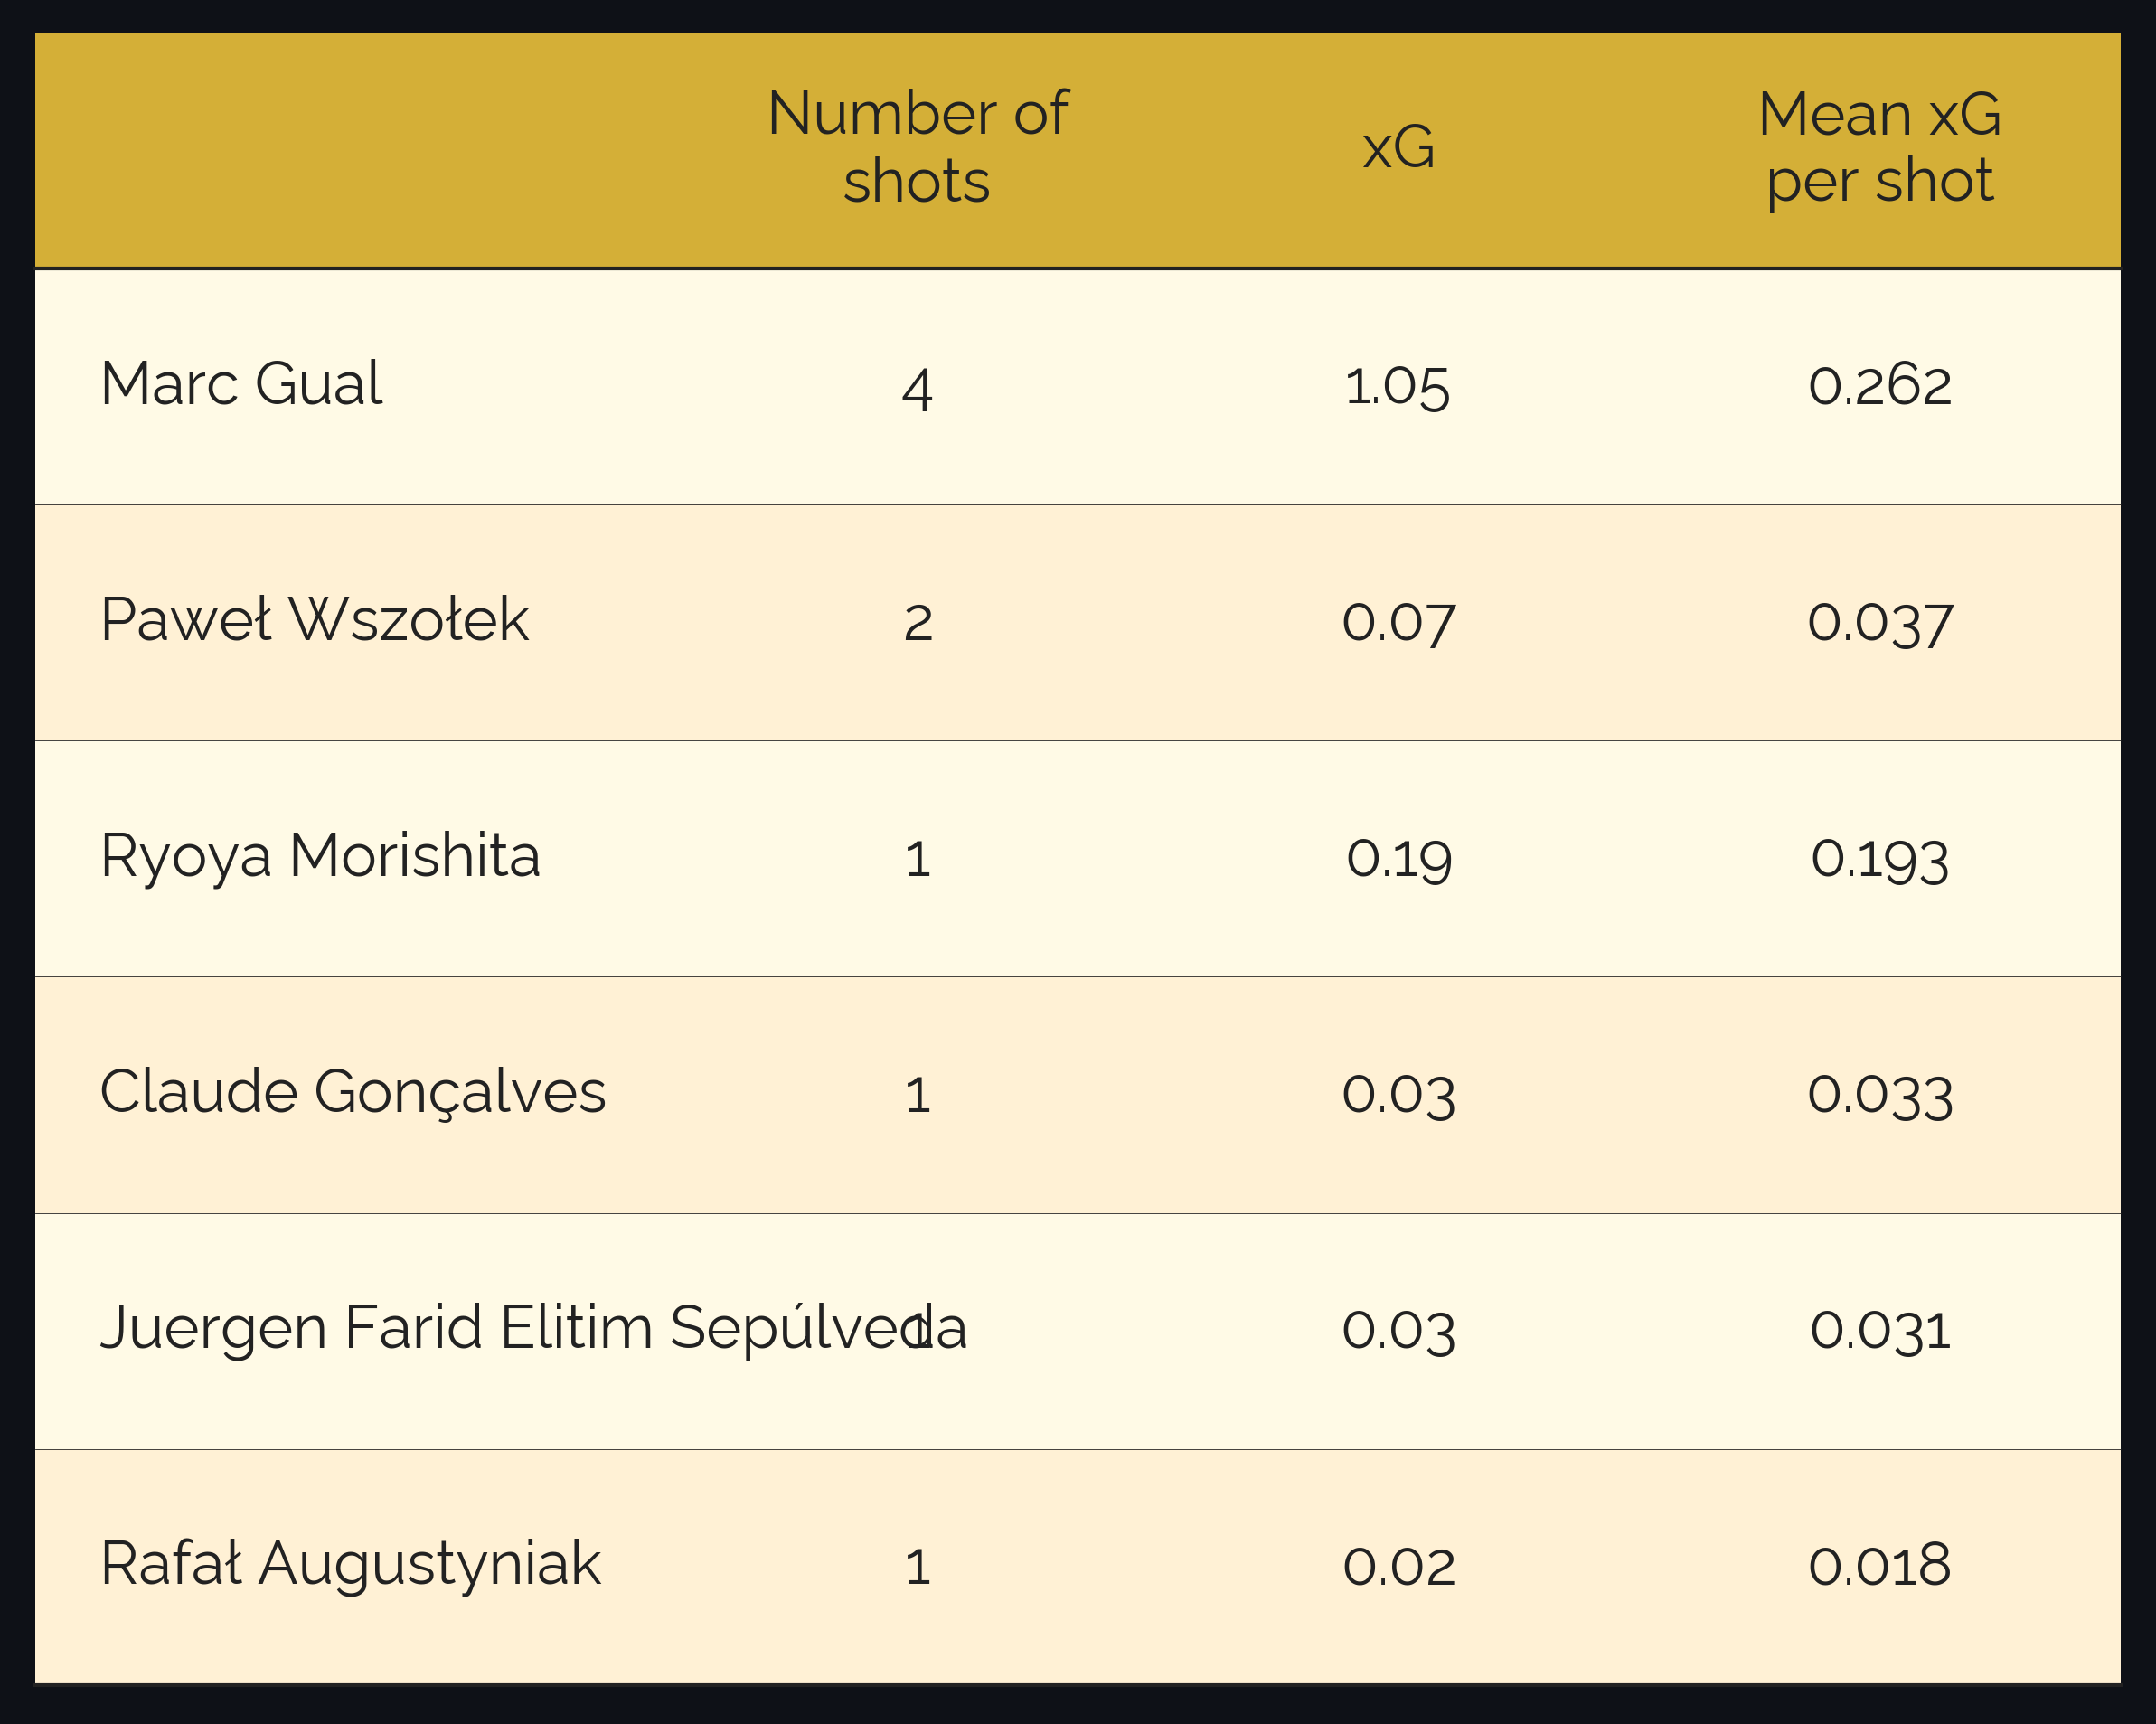 Number of shots xG Mean xG per shot
Marc Gual 4 1.05 0.262
Paweł Wszołek 2 0.07 0.037
Ryoya Morishita 1 0.19 0.193
Claude Gonçalves 1 0.03 0.033
Juergen Farid Elitim Sepúlveda 1 0.03 0.031
Rafał Augustyniak 1 0.02 0.018